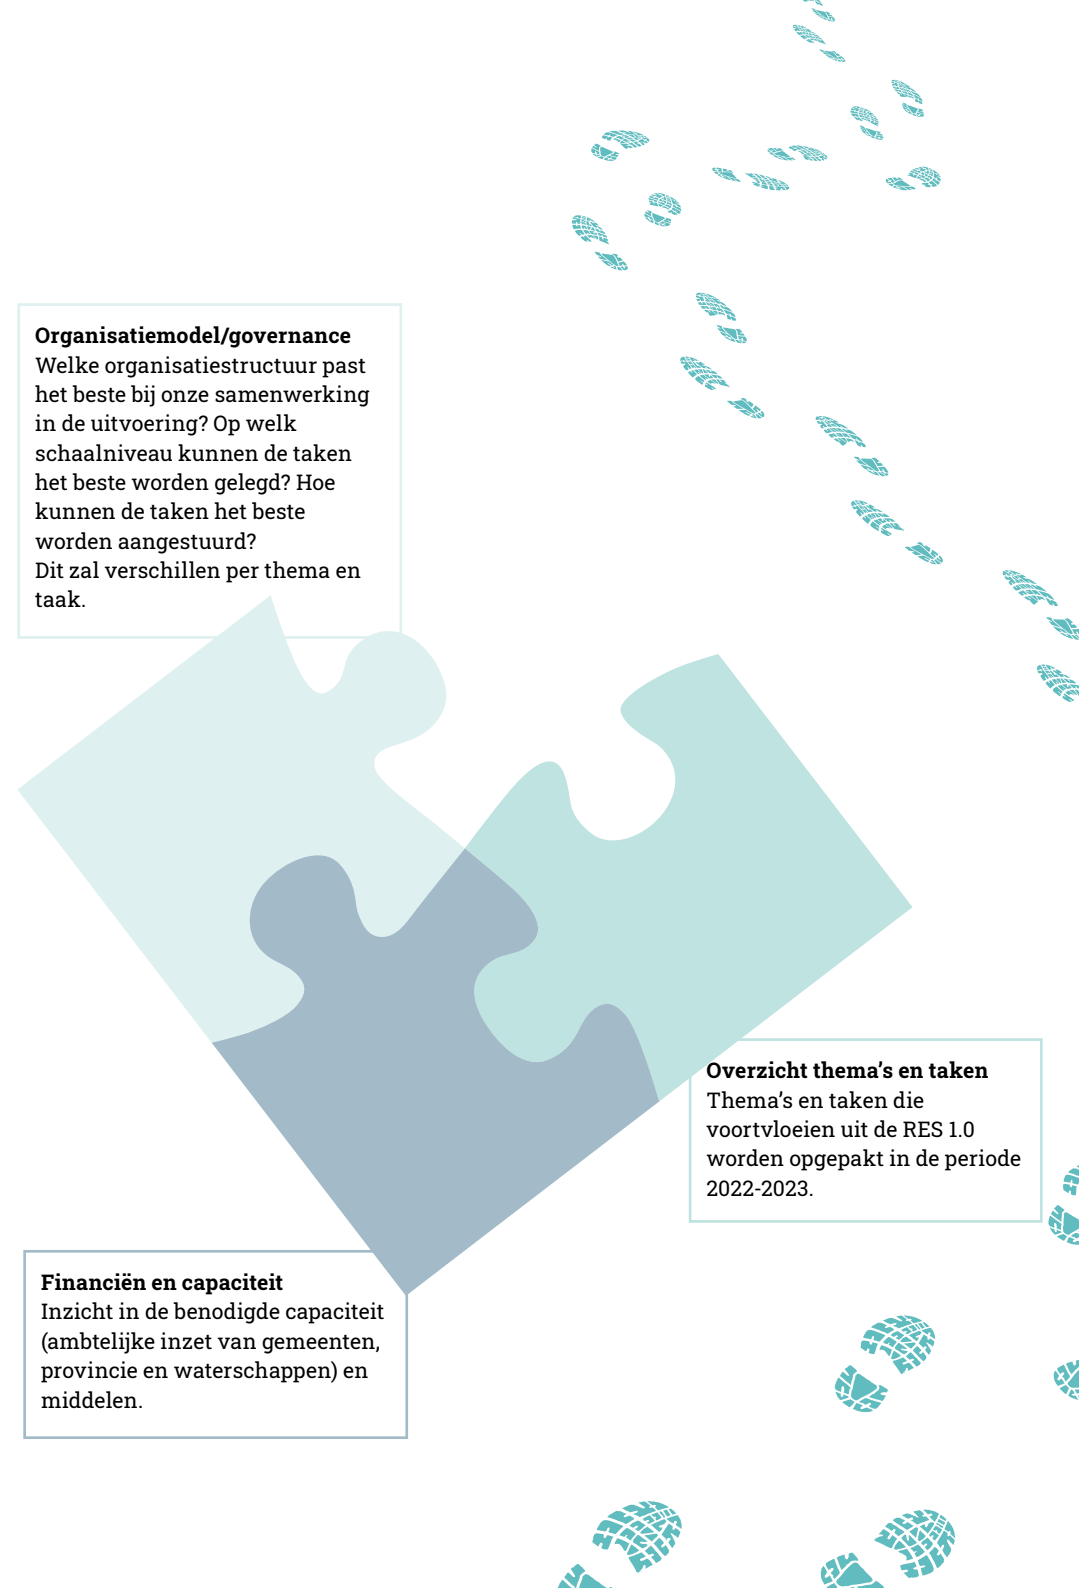 Organisatiemodel/governance
Welke organisatiestructuur past
het beste bij onze samenwerking
in de uitvoering? Op welk
schaalniveau kunnen de taken
het beste worden gelegd? Hoe
kunnen de taken het beste
worden aangestuurd?
Dit zal verschillen per thema en
taak.
Overzicht thema's en taken
Thema's en taken die
voortvloeien uit de RES 1.0
worden opgepakt in de periode
2022-2023.
Financiën en capaciteit
Inzicht in de benodigde capaciteit
(ambtelijke inzet van gemeenten,
provincie en waterschappen) en
middelen.